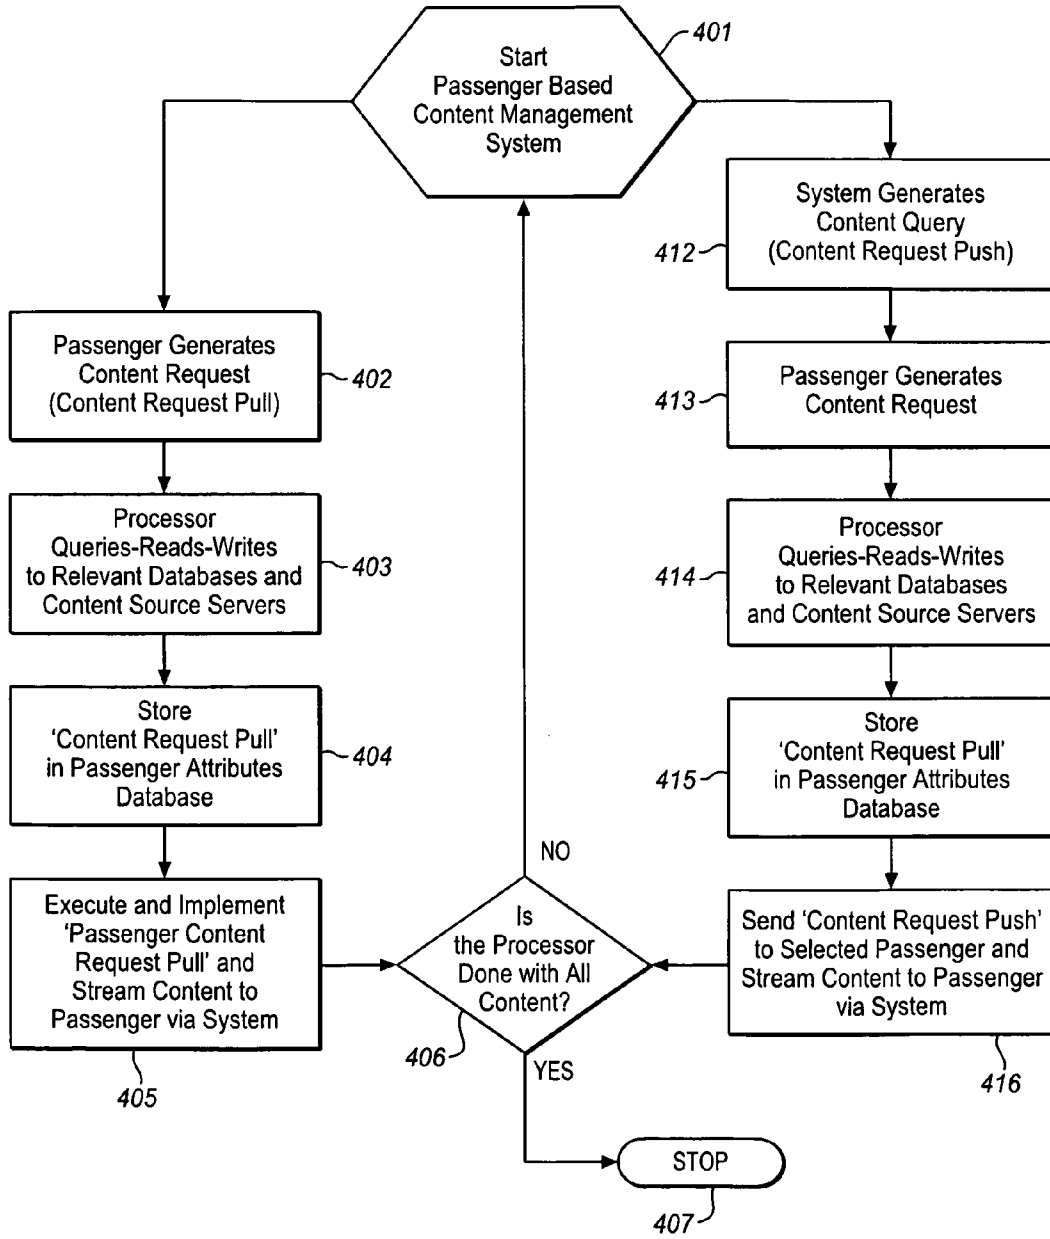 Start
Passenger Based
Content Management
System
401
Passenger Generates
Content Request
(Content Request Pull)
402
Processor
Queries-Reads-Writes
to Relevant Databases and
Content Source Servers
403
Store
‘Content Request Pull’
in Passenger Attributes
Database
404
Execute and Implement
‘Passenger Content
Request Pull’ and
Stream Content to
Passenger via System
405
System Generates
Content Query
(Content Request Push)
412
Passenger Generates
Content Request
413
Processor
Queries-Reads-Writes
to Relevant Databases
and Content Source Servers
414
Store
‘Content Request Pull’
in Passenger Attributes
Database
415
Send ‘Content Request Push’
to Selected Passenger and
Stream Content to Passenger
via System
416
NO
Is
the Processor
Done with All
Content?
406
YES
STOP
407